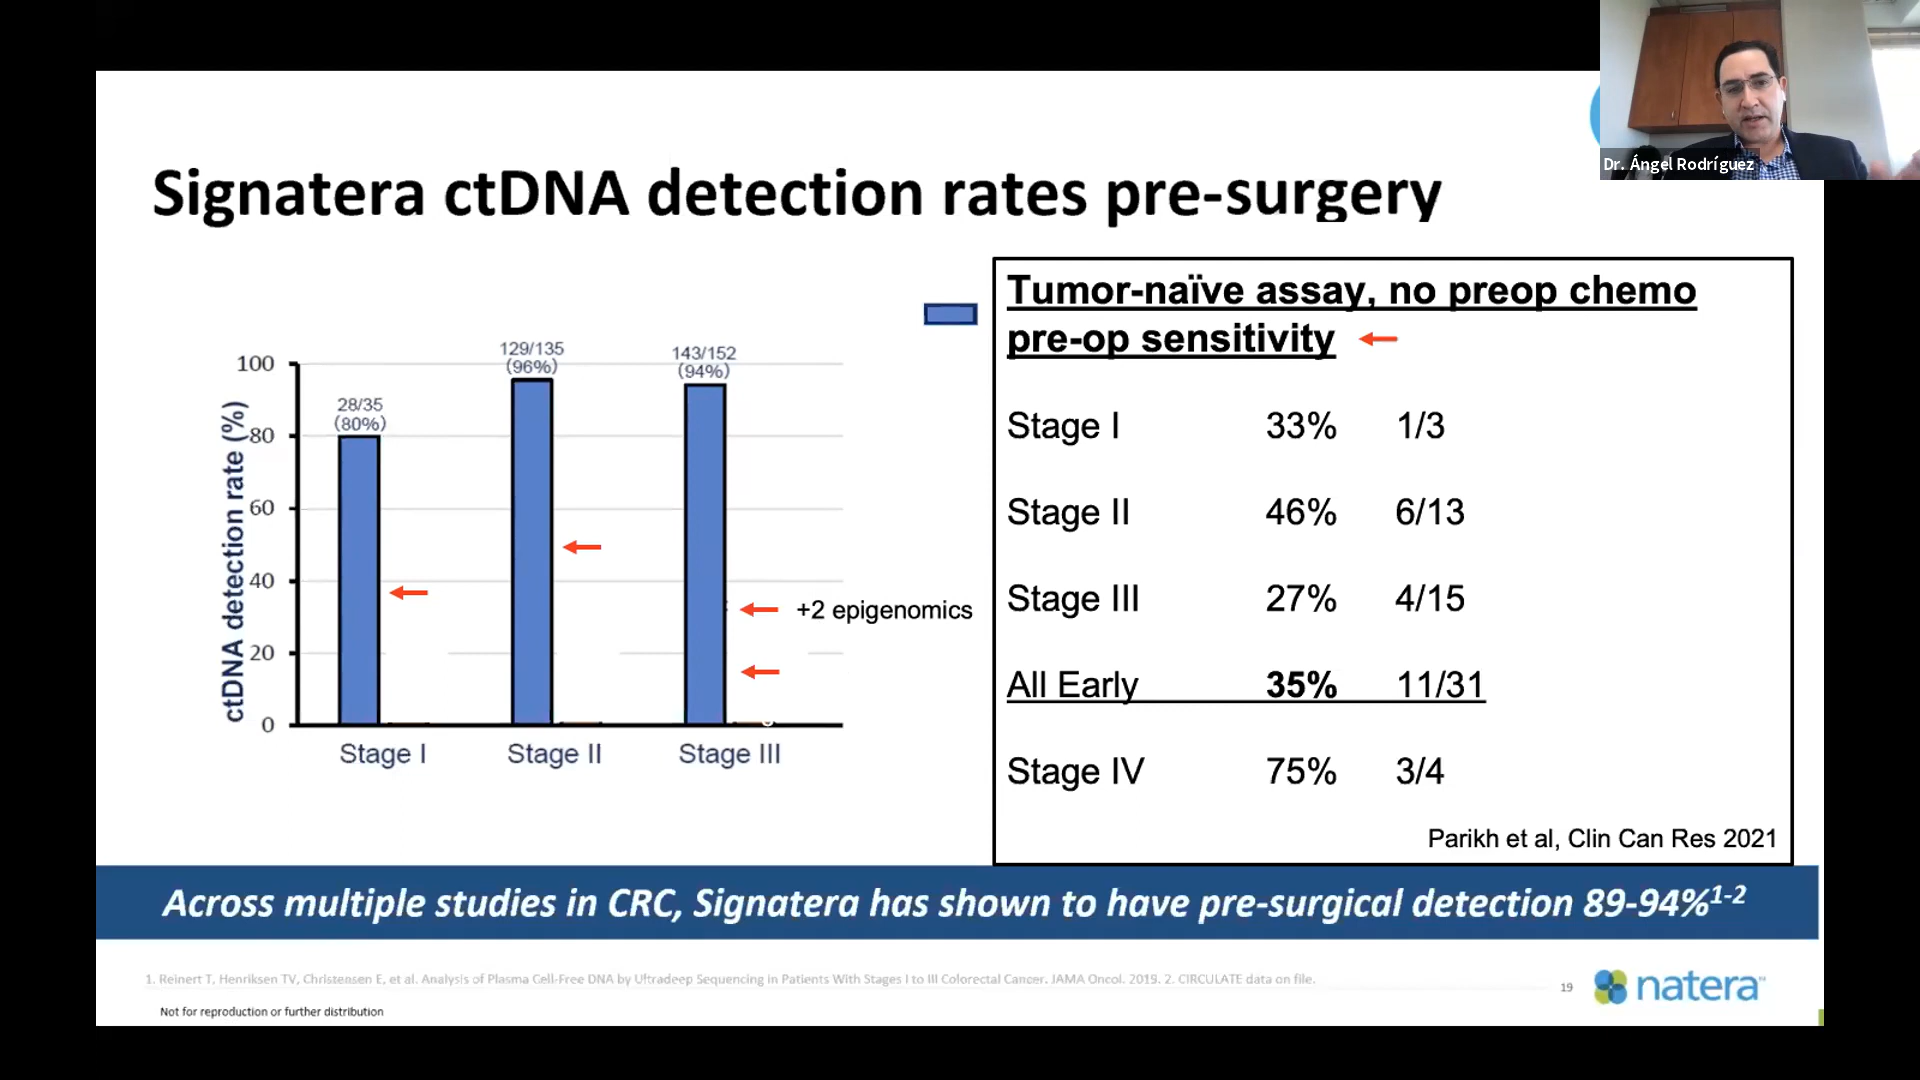 Dr. Ángel Rodríguez
Signatera ctDNA detection rates pre-surgery
ctDNA detection rate (%)
100
80
60
40
20
0
28/35
(80%)
129/135
(96%)
143/152
(94%)
+2 epigenomics
Stage I
Stage II
Stage III
Tumor-naïve assay, no preop chemo
pre-op sensitivity
Stage I 33% 1/3
Stage II 46% 6/13
Stage III 27% 4/15
All Early 35% 11/31
Stage IV 75% 3/4
Parikh et al, Clin Can Res 2021
Across multiple studies in CRC, Signatera has shown to have pre-surgical detection 89-94%1-2
1. Reinert T, Henriksen TV, Christensen E, et al. Analysis of Plasma Cell-Free DNA by Ultradeep Sequencing in Patients With Stages I to III Colorectal Cancer. JAMA Oncol. 2019. 2. CIRCULATE data on file.
19
natera™
Not for reproduction or further distribution